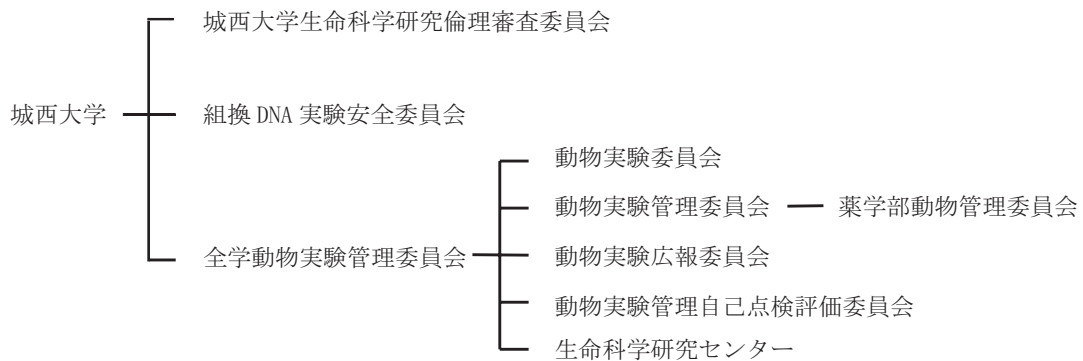 城西大学生命科学研究倫理審査委員会
城西大学
組換 DNA 実験安全委員会
動物実験委員会
動物実験管理委員会
薬学部動物管理委員会
全学動物実験管理委員会
動物実験広報委員会
動物実験管理自己点検評価委員会
生命科学研究センター